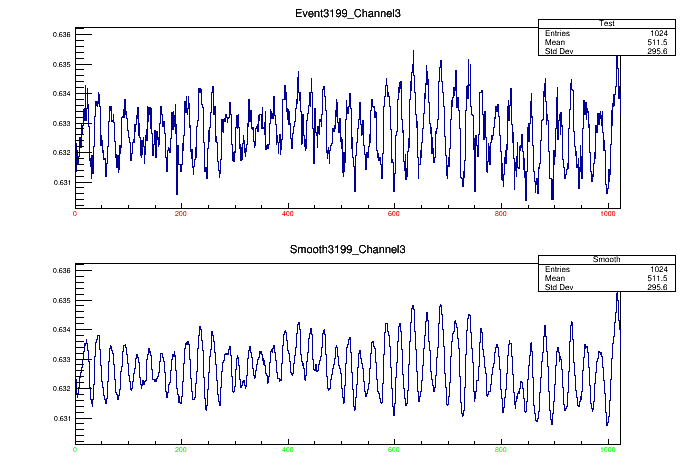 Event3199_Channel3
Test
Entries 1024
Mean 511.5
Std Dev 295.6
0.636
0.635
0.634
0.633
0.632
0.631
0 200 400 600 800 1000
Smooth3199_Channel3
Smooth
Entries 1024
Mean 511.5
Std Dev 295.6
0.636
0.635
0.634
0.633
0.632
0.631
0 200 400 600 800 1000